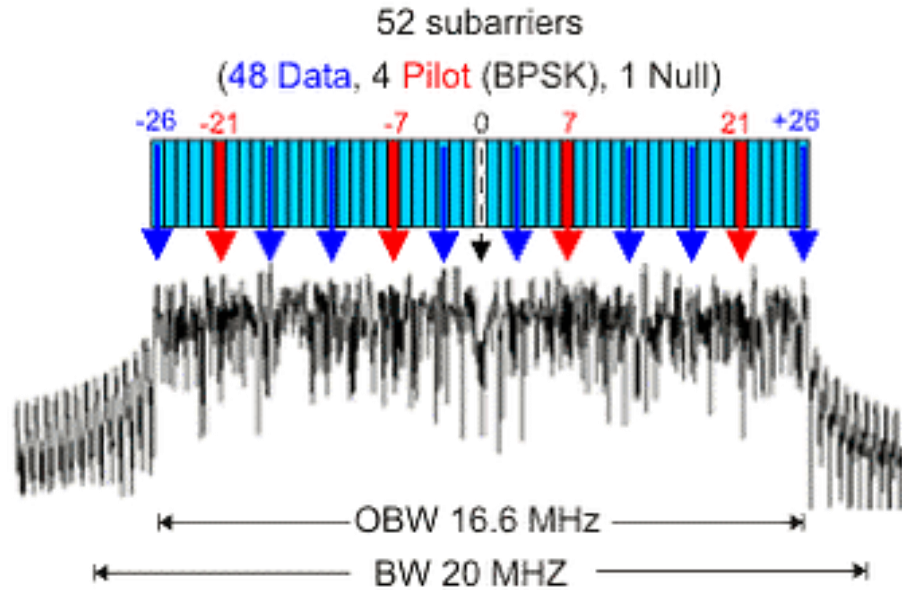 52 subarriers
(48 Data, 4 Pilot (BPSK), 1 Null)
-26 -21 -7 0 7 21 +26
OBW 16.6 MHz
BW 20 MHZ